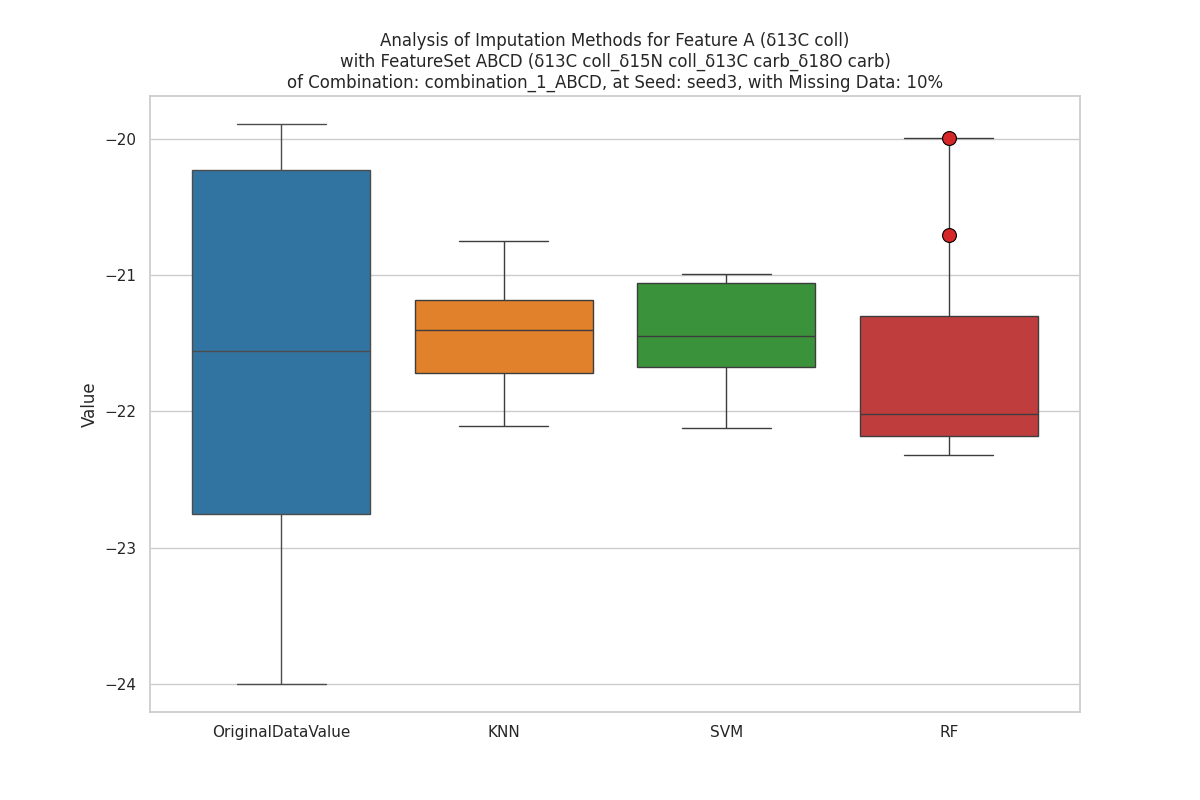 Analysis of Imputation Methods for Feature A (δ13C coll)
with FeatureSet ABCD (δ13C coll_δ15N coll_δ13C carb_δ18O carb)
of Combination: combination_1_ABCD, at Seed: seed3, with Missing Data: 10%
−20
−21
−22
−23
−24
Value
OriginalDataValue
KNN
SVM
RF